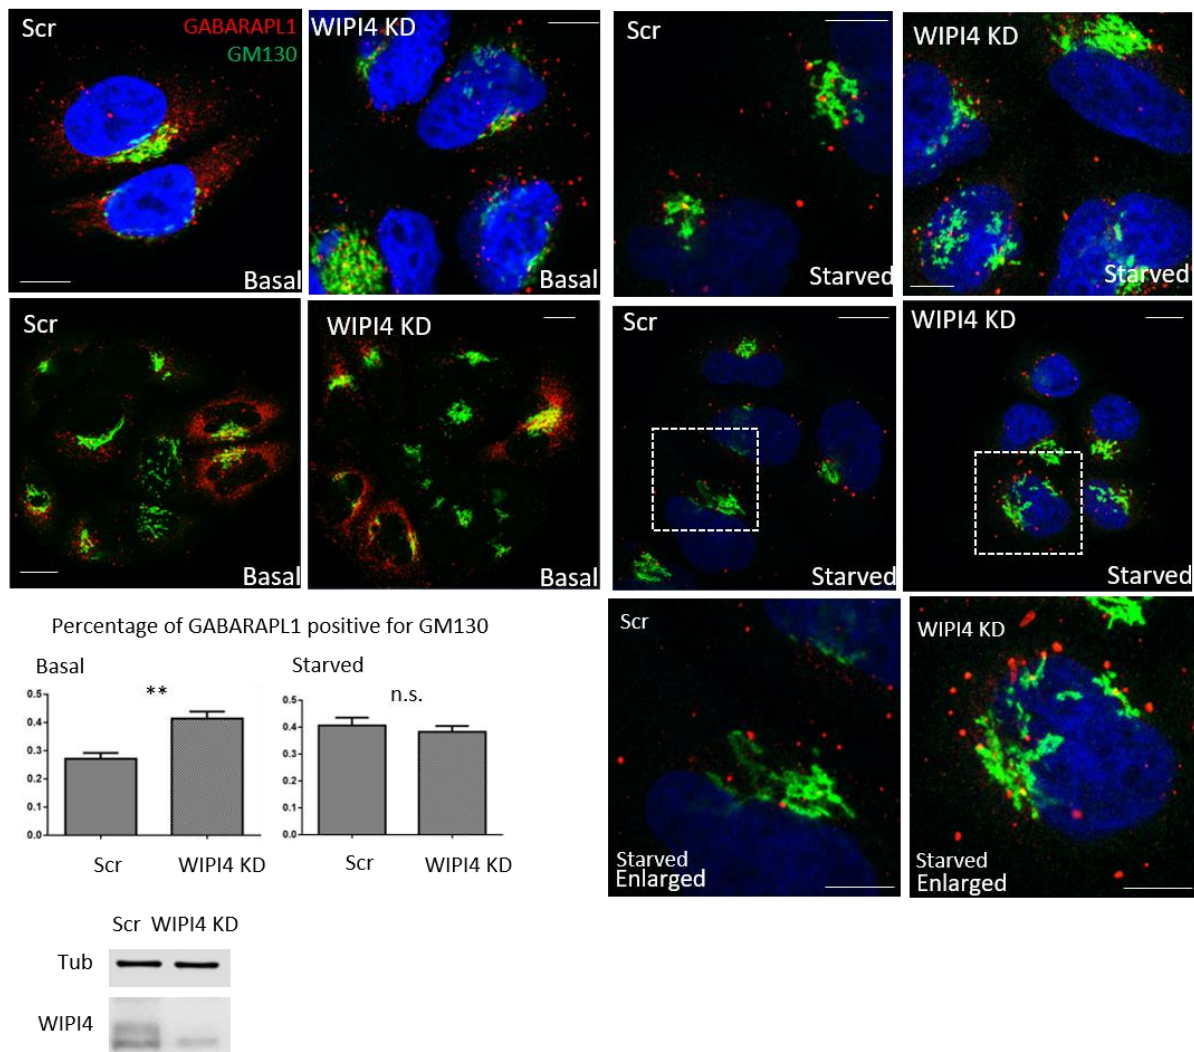 Scr
GABARAPL1
GM130
Basal
WIPI4 KD
Basal
Scr
Starved
WIPI4 KD
Starved
Scr
Basal
WIPI4 KD
Basal
Scr
Starved
WIPI4 KD
Starved
Scr
Starved
Enlarged
WIPI4 KD
Starved
Enlarged
Percentage of GABARAPL1 positive for GM130
Basal
**
0.5
0.4
0.3
0.2
0.1
0.0
Scr WIPI4 KD
Starved
n.s.
0.5
0.4
0.3
0.2
0.1
0.0
Scr WIPI4 KD
Scr WIPI4 KD
Tub
WIPI4